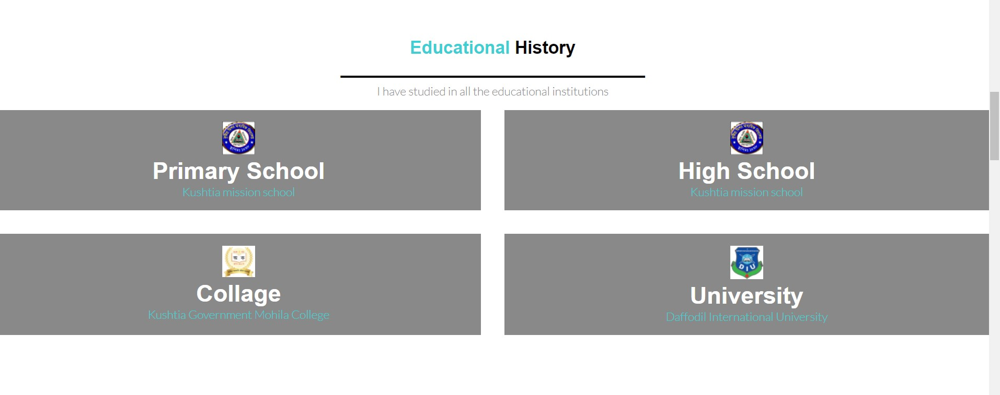 Educational History
I have studied in all the educational institutions
Primary School
Kushtia mission school
High School
Kushtia mission school
Collage
Kushtia Government Mohila College
DIU
University
Daffodil International University